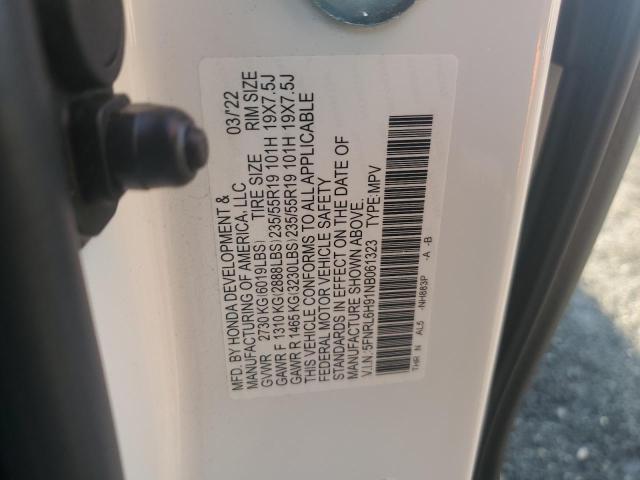 MFD. BY HONDA DEVELOPMENT & 03/'22
MANUFACTURING OF AMERICA, LLC
GVWR 2730 KG(6019LBS) TIRE SIZE RIM SIZE
GAWR F 1310 KG(2888LBS) 235/55R19 101H 19X7.5J
GAWR R 1465 KG(3230LBS) 235/55R19 101H 19X7.5J
THIS VEHICLE CONFORMS TO ALL APPLICABLE
FEDERAL MOTOR VEHICLE SAFETY
STANDARDS IN EFFECT ON THE DATE OF
MANUFACTURE SHOWN ABOVE.
V.I.N. 5FNRL6H91NB061323 TYPE:MPV
THR N AL5 -NH883P -A -B